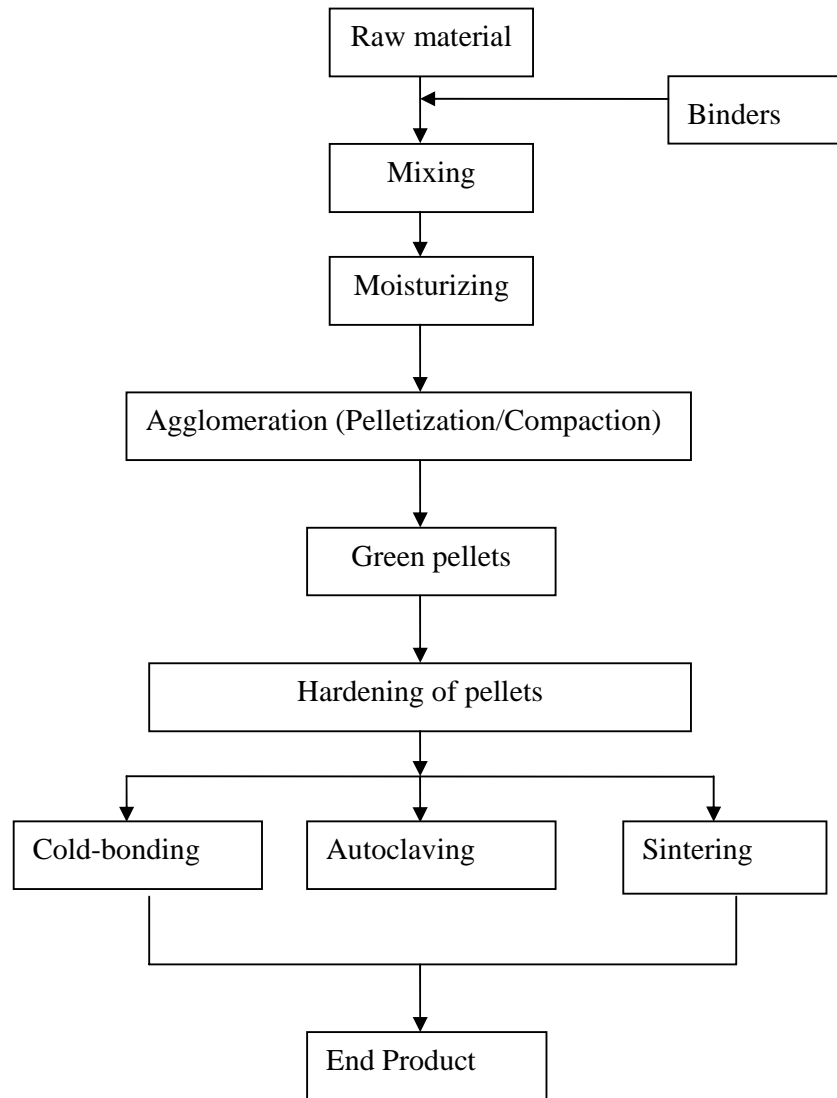 Raw material
Binders
Mixing
Moisturizing
Agglomeration (Pelletization/Compaction)
Green pellets
Hardening of pellets
Cold-bonding
Autoclaving
Sintering
End Product